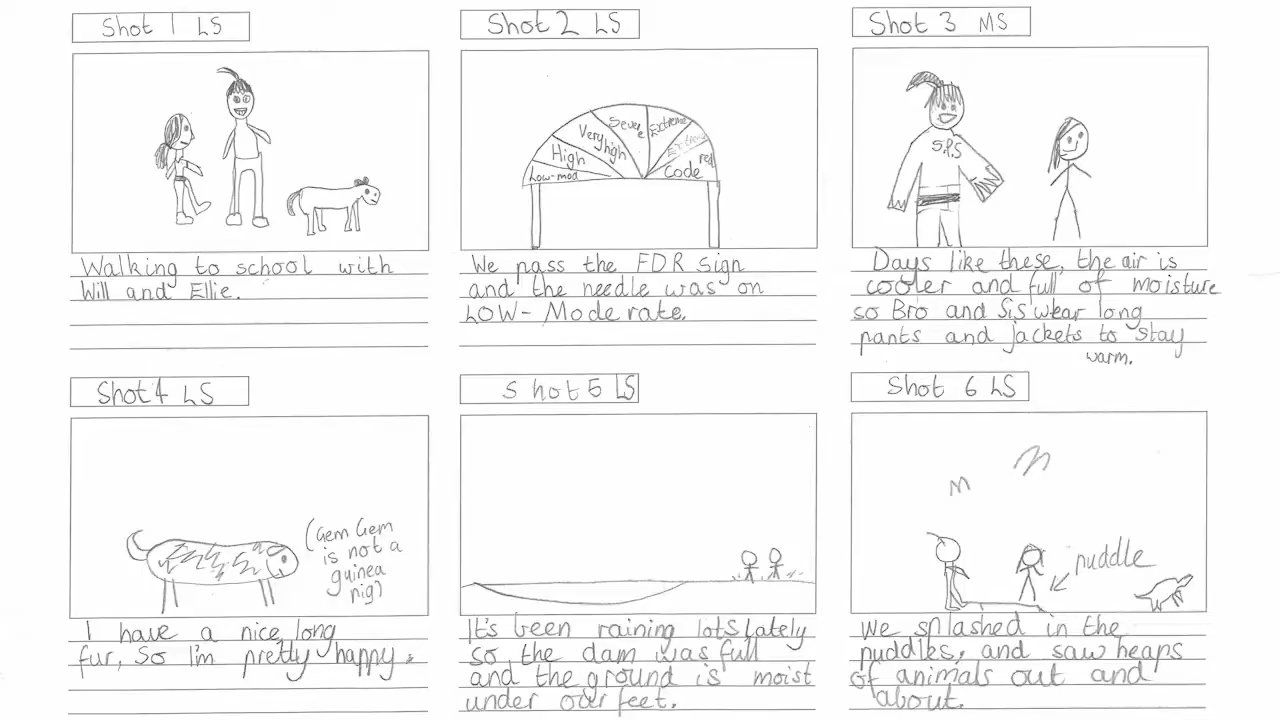 Shot 1 LS
Walking to school with
Will and Ellie.
Shot 2 LS
Low-mod
High
Very high
Severe
Extreme
Extreme
Code
red
We pass the FDR sign
and the needle was on
LOW-Moderate.
Shot 3 MS
S.R.S
Days like these, the air is
cooler and full of moisture
so Bro and Sis wear long
pants and jackets to stay
warm.
Shot 4 LS
(Gem Gem
is not a
guinea
pig)
I have a nice long
fur, So I'm pretty happy.
Shot 5 LS
It's been raining lots lately
so the dam was full
and the ground is moist
under our feet.
Shot 6 LS
puddle
We splashed in the
puddles, and saw heaps
of animals out and
about.